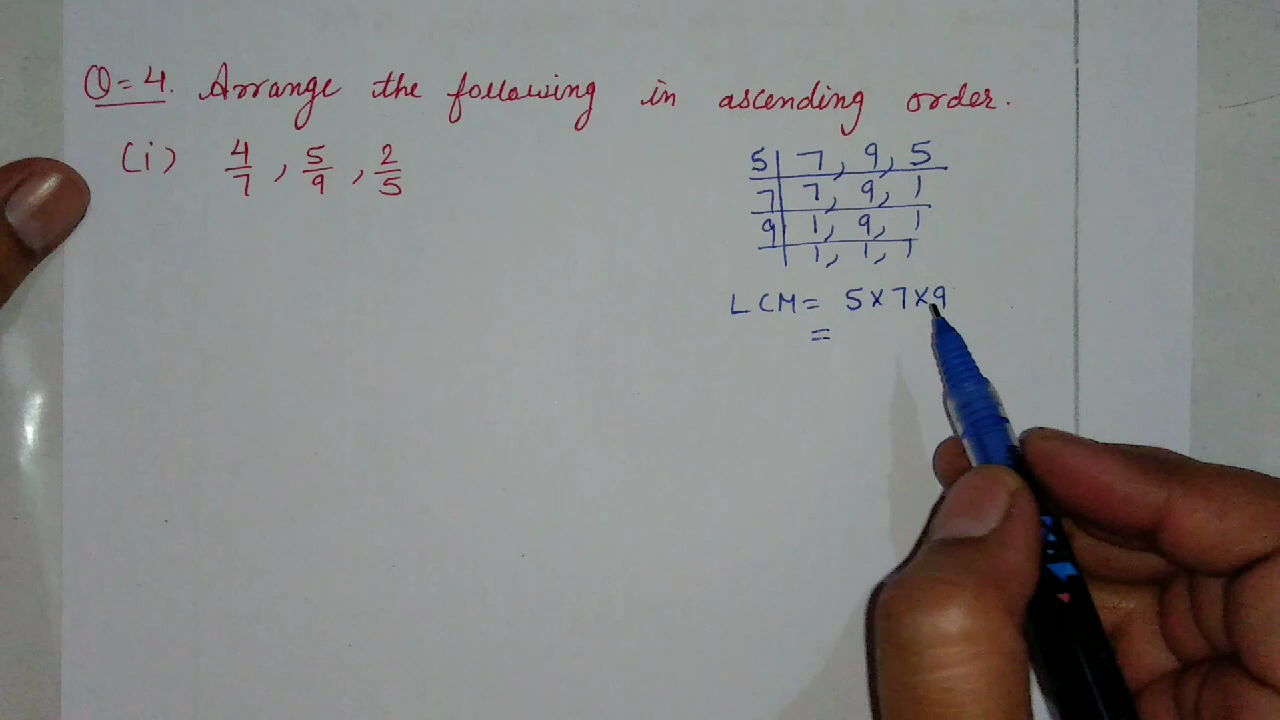 Q=4. Arrange the following in ascending order.
(i) 4/7, 5/9, 2/5
5 | 7, 9, 5
7 | 7, 9, 1
9 | 1, 9, 1
1, 1, 1
LCM = 5×7×9
=